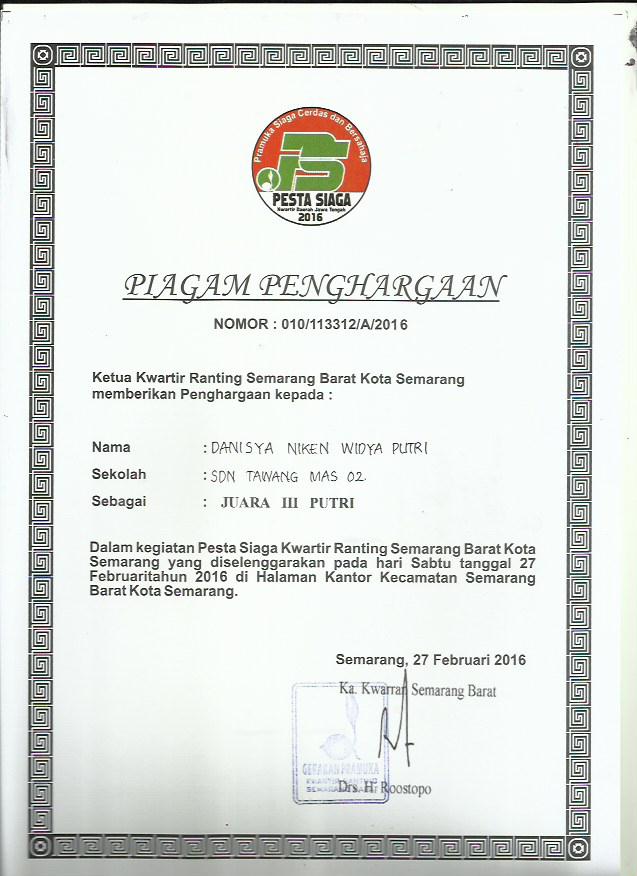 Pramuka Siaga Cerdas dan Bersahaja
PESTA SIAGA
Kwartir Daerah Jawa Tengah
2016
PIAGAM PENGHARGAAN
NOMOR : 010/113312/A/2016
Ketua Kwartir Ranting Semarang Barat Kota Semarang
memberikan Penghargaan kepada :
Nama : DANISYA NIKEN WIDYA PUTRI
Sekolah : SDN TAWANG MAS 02.
Sebagai : JUARA III PUTRI
Dalam kegiatan Pesta Siaga Kwartir Ranting Semarang Barat Kota
Semarang yang diselenggarakan pada hari Sabtu tanggal 27
Februaritahun 2016 di Halaman Kantor Kecamatan Semarang
Barat Kota Semarang.
Semarang, 27 Februari 2016
Ka. Kwarran Semarang Barat
GERAKAN PRAMUKA
KWARTIR RANTING
SEMARANG BARAT
Drs. H. Roostopo